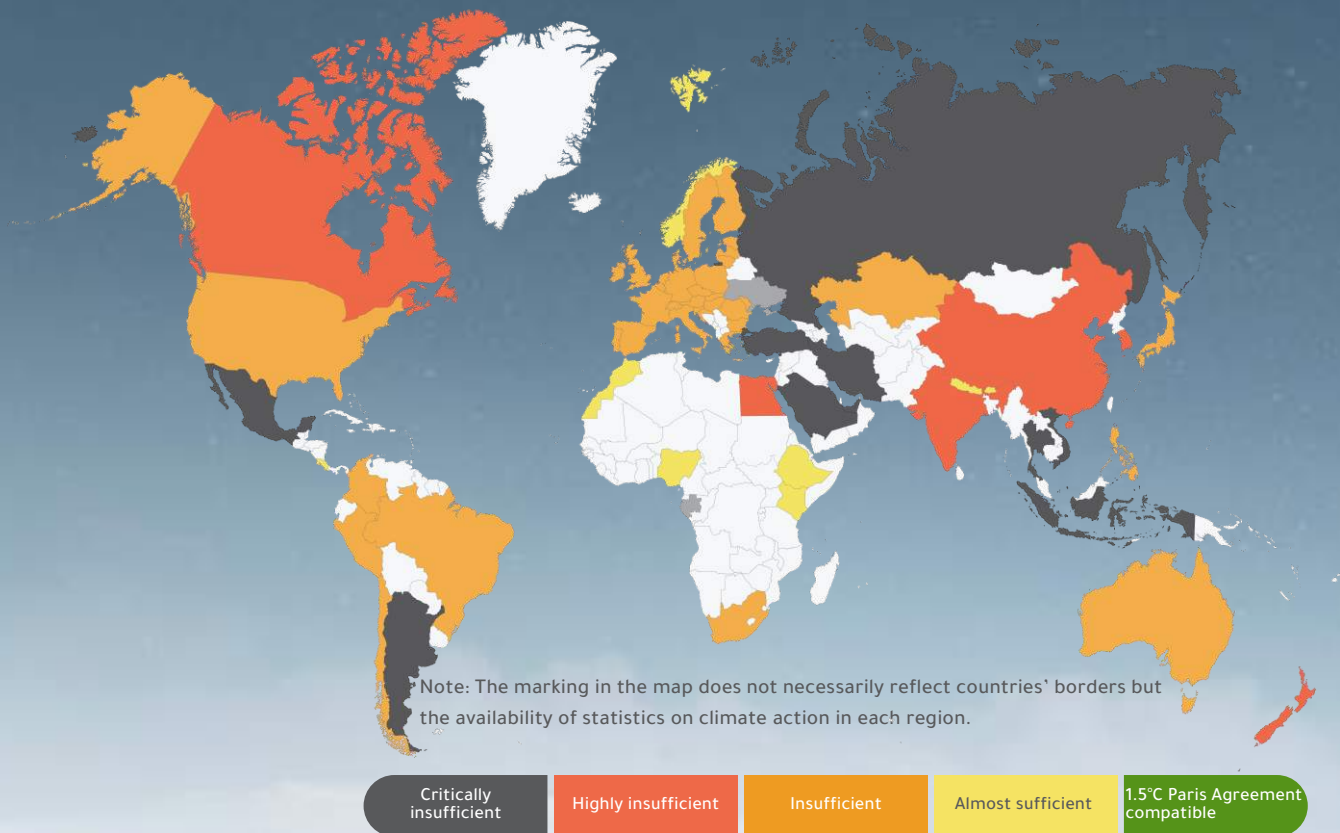 Note: The marking in the map does not necessarily reflect countries' borders but
the availability of statistics on climate action in each region.
Critically
insufficient
Highly insufficient
Insufficient
Almost sufficient
1.5°C Paris Agreement
compatible